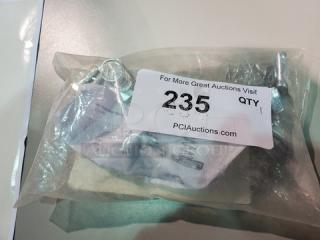 For More Great Auctions Visit
235 QTY
PCIAuctions.com